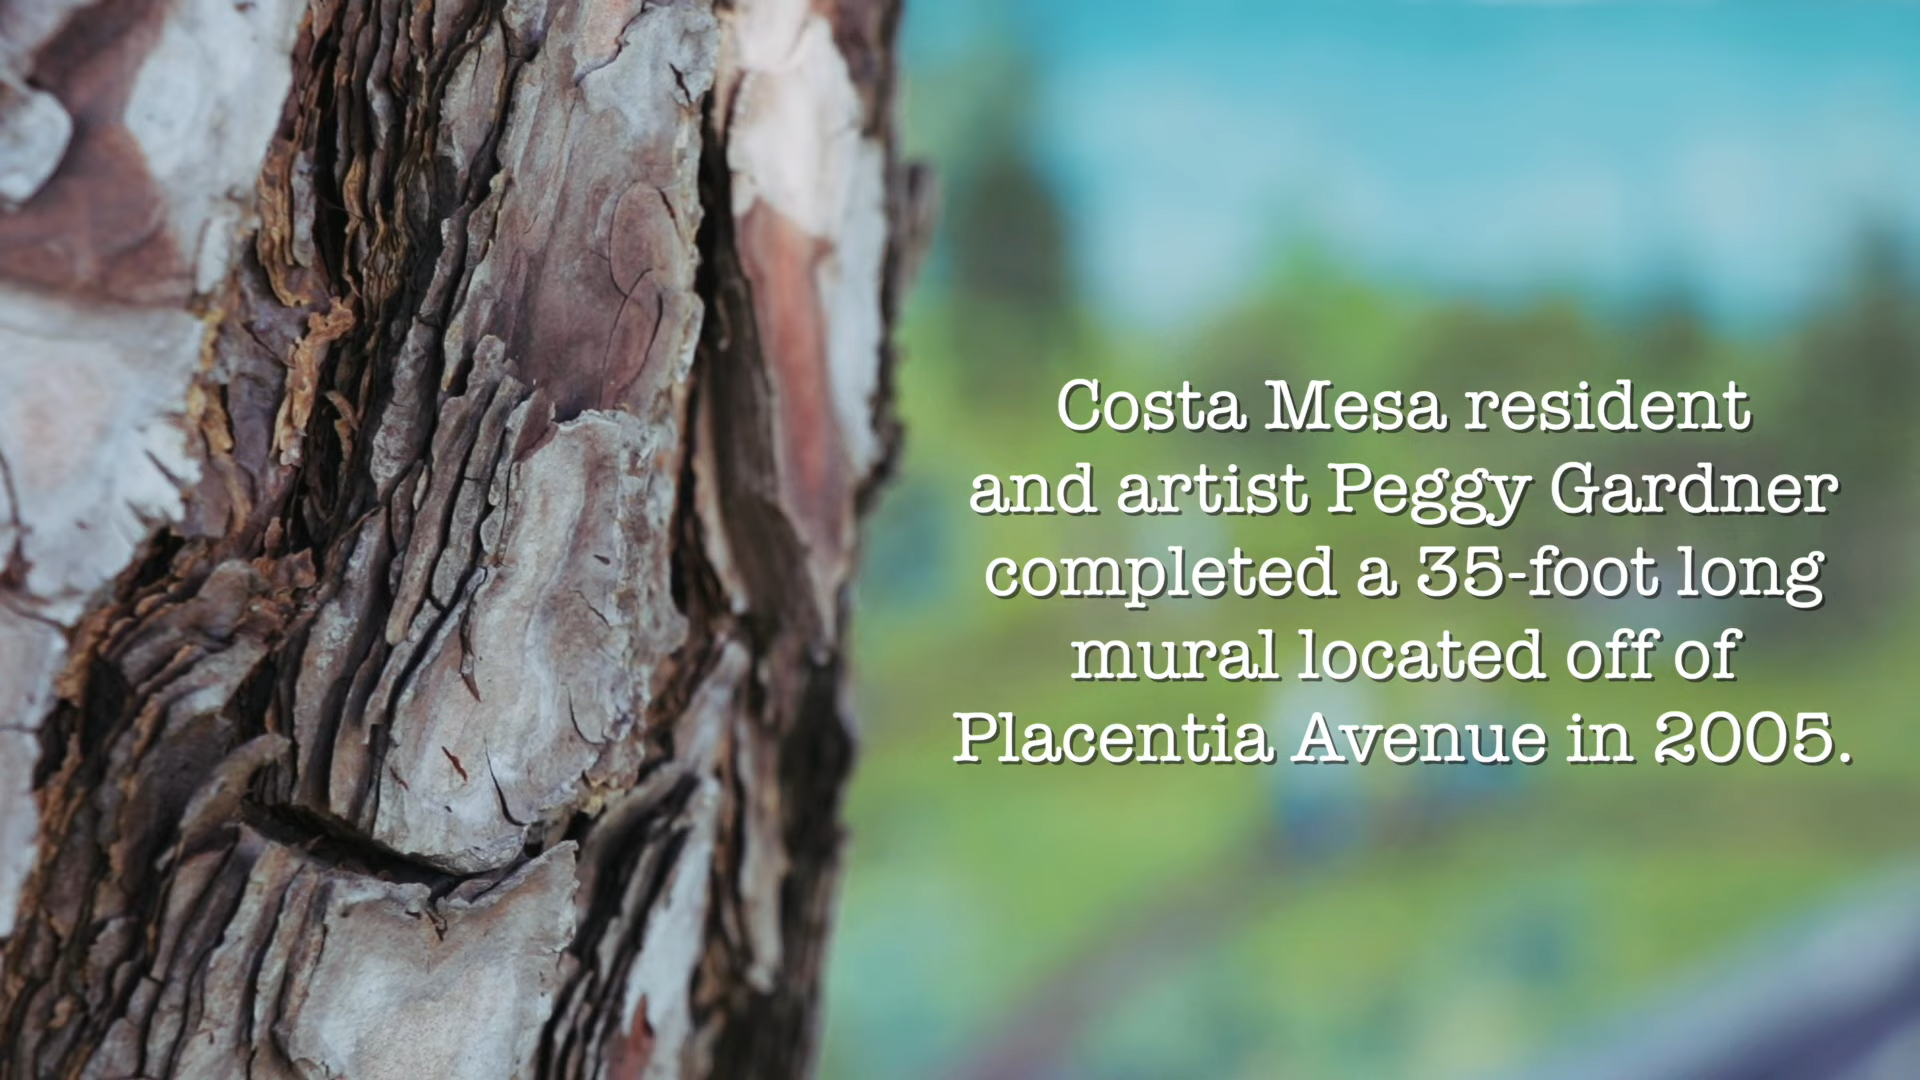 Costa Mesa resident
and artist Peggy Gardner
completed a 35-foot long
mural located off of
Placentia Avenue in 2005.